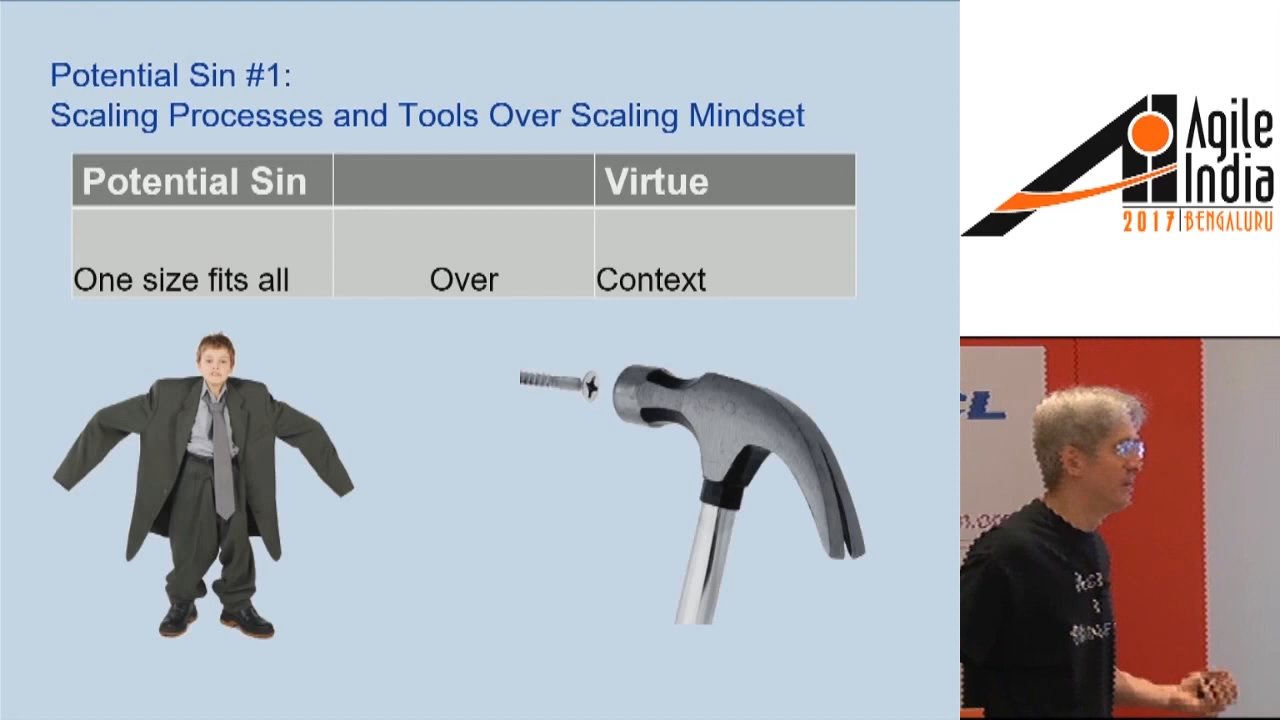 Potential Sin #1:
Scaling Processes and Tools Over Scaling Mindset
Potential Sin
Virtue
One size fits all
Over
Context
Agile
India
2017 | BENGALURU